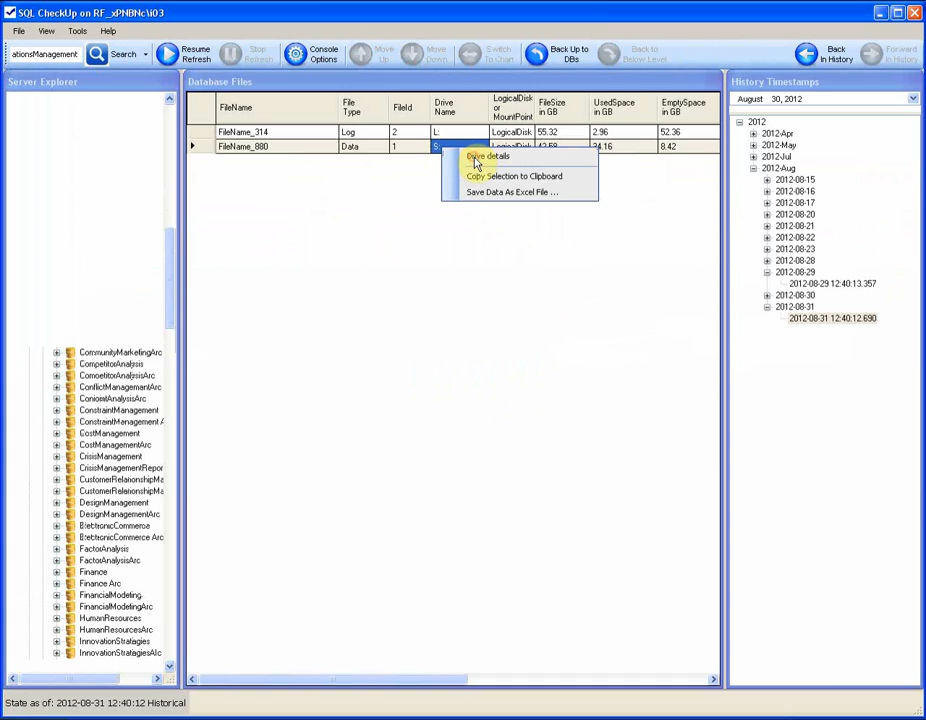 SQL CheckUp on RF_xPNBNc\i03
File View Tools Help
ationsManagement Search Resume Refresh Stop Refresh Console Options Move Up Move Down Switch To Chart Back Up to DBs Back to Below Level Back In History Forward In History
Server Explorer
CommunityMarketingArc
CompetitorAnalysis
CompetitorAnalysisArc
ConflictManagementArc
ConjointAnalysisArc
ConstraintManagement
ConstraintManagement A
CostManagement
CostManagementArc
CrisisManagement
CrisisManagementRepor
CustomerRelationshipMa
CustomerRelationshipMa
DesignManagement
DesignManagementArc
ElectronicCommerce
ElectronicCommerce Arc
FactorAnalysis
FactorAnalysisArc
Finance
Finance Arc
FinancialModeling
FinancialModelingArc
HumanResources
HumanResourcesArc
InnovationStrategies
InnovationStrategiesArc
Database Files
FileName File Type FileId Drive Name LogicalDisk or MountPoint FileSize in GB UsedSpace in GB EmptySpace in GB
FileName_314 Log 2 L: LogicalDisk 55.32 2.96 52.36
FileName_880 Data 1 S: LogicalDisk 42.58 34.16 8.42
Drive details
Copy Selection to Clipboard
Save Data As Excel File ...
History Timestamps
August 30, 2012
2012
2012-Apr
2012-May
2012-Jul
2012-Aug
2012-08-15
2012-08-16
2012-08-17
2012-08-20
2012-08-21
2012-08-22
2012-08-23
2012-08-28
2012-08-29
2012-08-29 12:40:13.357
2012-08-30
2012-08-31
2012-08-31 12:40:12.690
State as of: 2012-08-31 12:40:12 Historical